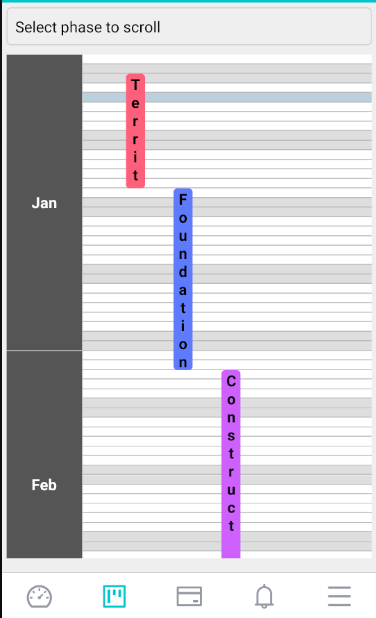 Select phase to scroll
Territ
Jan
Foundation
Construct
Feb